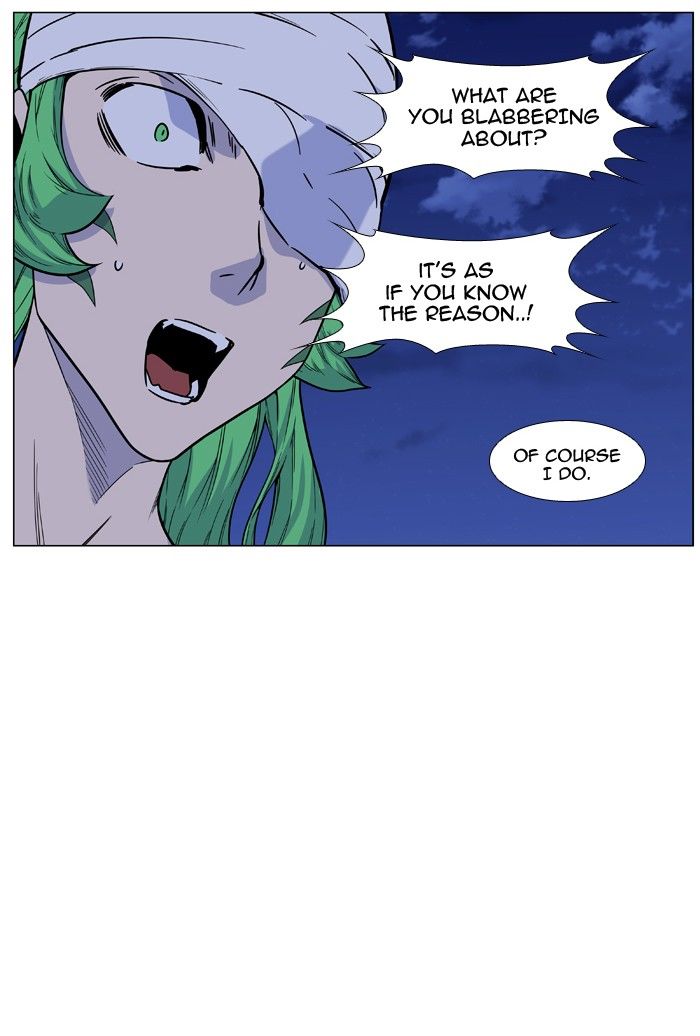 WHAT ARE
YOU BLABBERING
ABOUT?
IT'S AS
IF YOU KNOW
THE REASON..!
OF COURSE
I DO.